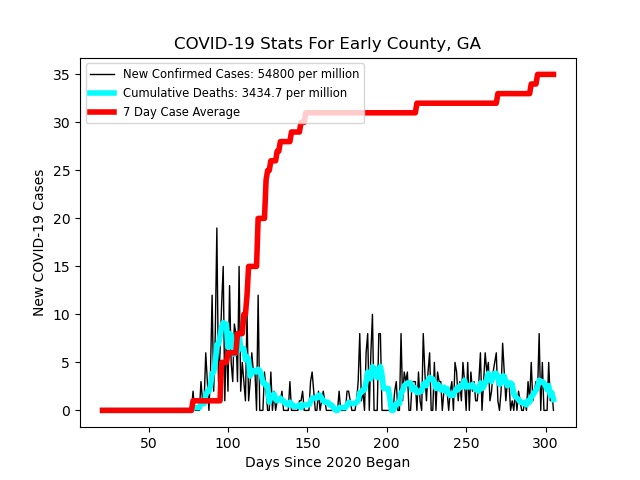 COVID-19 Stats For Early County, GA
New Confirmed Cases: 54800 per million
Cumulative Deaths: 3434.7 per million
7 Day Case Average
35
30
25
20
15
10
5
0
New COVID-19 Cases
50 100 150 200 250 300
Days Since 2020 Began